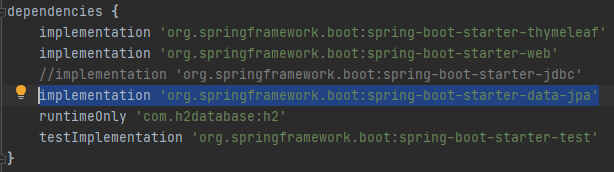 dependencies {
implementation 'org.springframework.boot:spring-boot-starter-thymeleaf'
implementation 'org.springframework.boot:spring-boot-starter-web'
//implementation 'org.springframework.boot:spring-boot-starter-jdbc'
implementation 'org.springframework.boot:spring-boot-starter-data-jpa'
runtimeOnly 'com.h2database:h2'
testImplementation 'org.springframework.boot:spring-boot-starter-test'
}